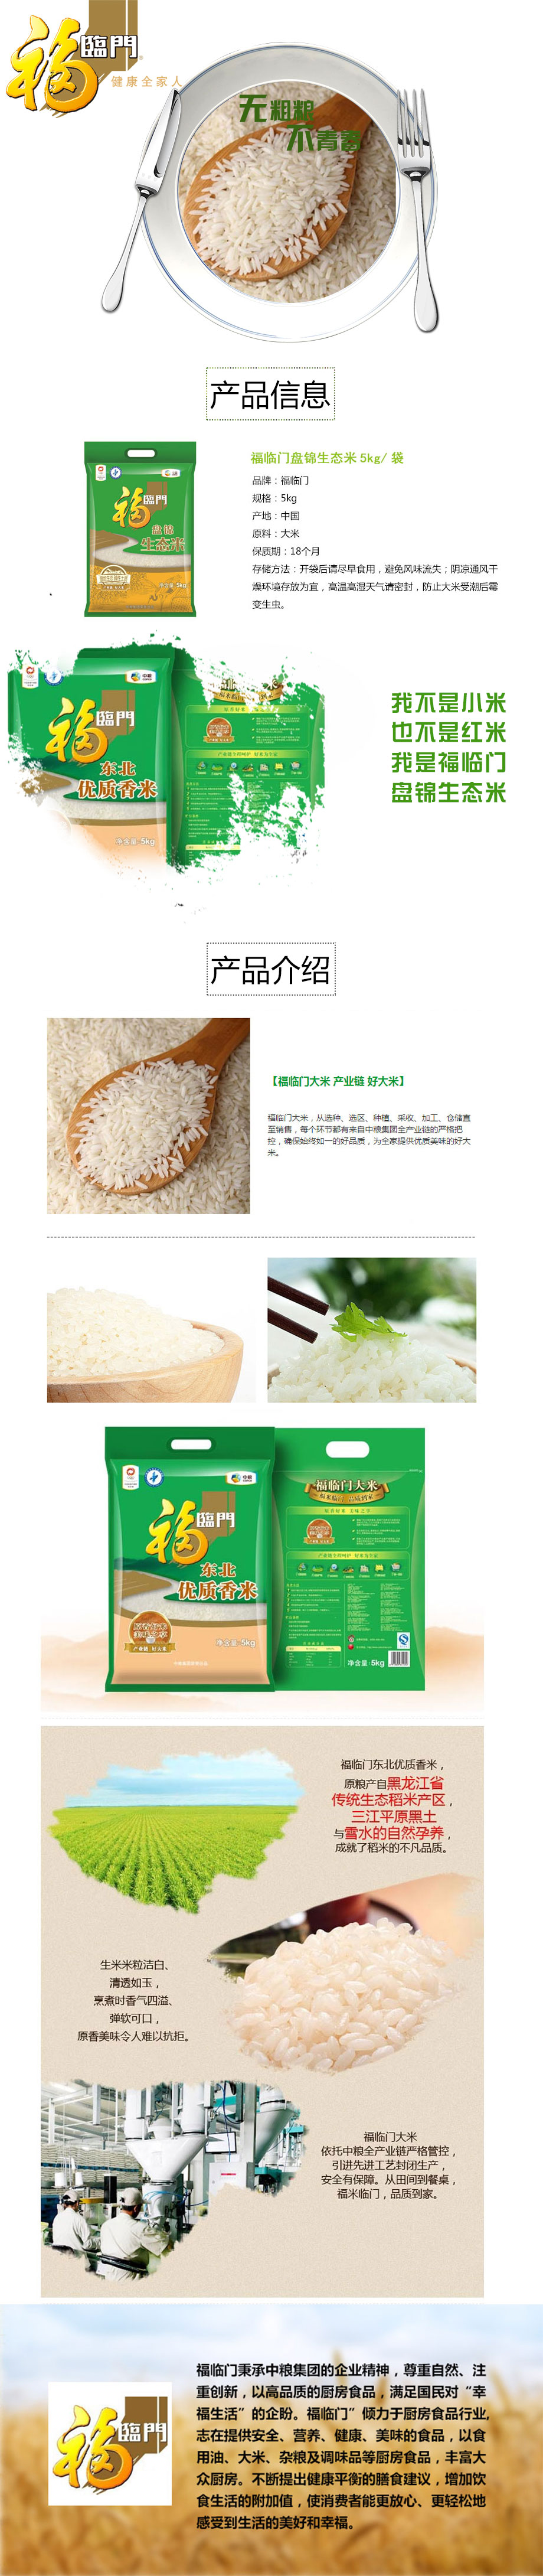 福臨門
健康全家人
无粗粮
不青春
产品信息
福临门盘锦生态米 5kg/ 袋
品牌：福临门
规格：5kg
产地：中国
原料：大米
保质期：18个月
存储方法：开袋后请尽早食用，避免风味流失；阴凉通风干
燥环境存放为宜，高温高湿天气请密封，防止大米受潮后霉
变生虫。
福臨門
盘锦
生态米
净含量:5kg
中粮
福臨門
东北
优质香米
净含量:5kg
我不是小米
也不是红米
我是福临门
盘锦生态米
产品介绍
【福临门大米 产业链 好大米】
福临门大米，从选种、选区、种植、采收、加工、仓储直
至销售，每个环节都有来自中粮集团全产业链的严格把
控，确保始终如一的好品质，为全家提供优质美味的好大
米。
中粮
福臨門
东北
优质香米
产业链 好大米
净含量:5kg
福临门大米
福米临门 品质到家
净含量:5kg
福临门东北优质香米，
原粮产自黑龙江省
传统生态稻米产区，
三江平原黑土
与雪水的自然孕养，
成就了稻米的不凡品质。
生米米粒洁白、
清透如玉，
烹煮时香气四溢、
弹软可口，
原香美味令人难以抗拒。
福临门大米
依托中粮全产业链严格管控，
引进先进工艺封闭生产，
安全有保障。从田间到餐桌，
福米临门，品质到家。
福临门秉承中粮集团的企业精神，尊重自然、注
重创新，以高品质的厨房食品，满足国民对“幸
福生活”的企盼。福临门”倾力于厨房食品行业,
志在提供安全、营养、健康、美味的食品，以食
用油、大米、杂粮及调味品等厨房食品，丰富大
众厨房。不断提出健康平衡的膳食建议，增加饮
食生活的附加值，使消费者能更放心、更轻松地
感受到生活的美好和幸福。
福臨門